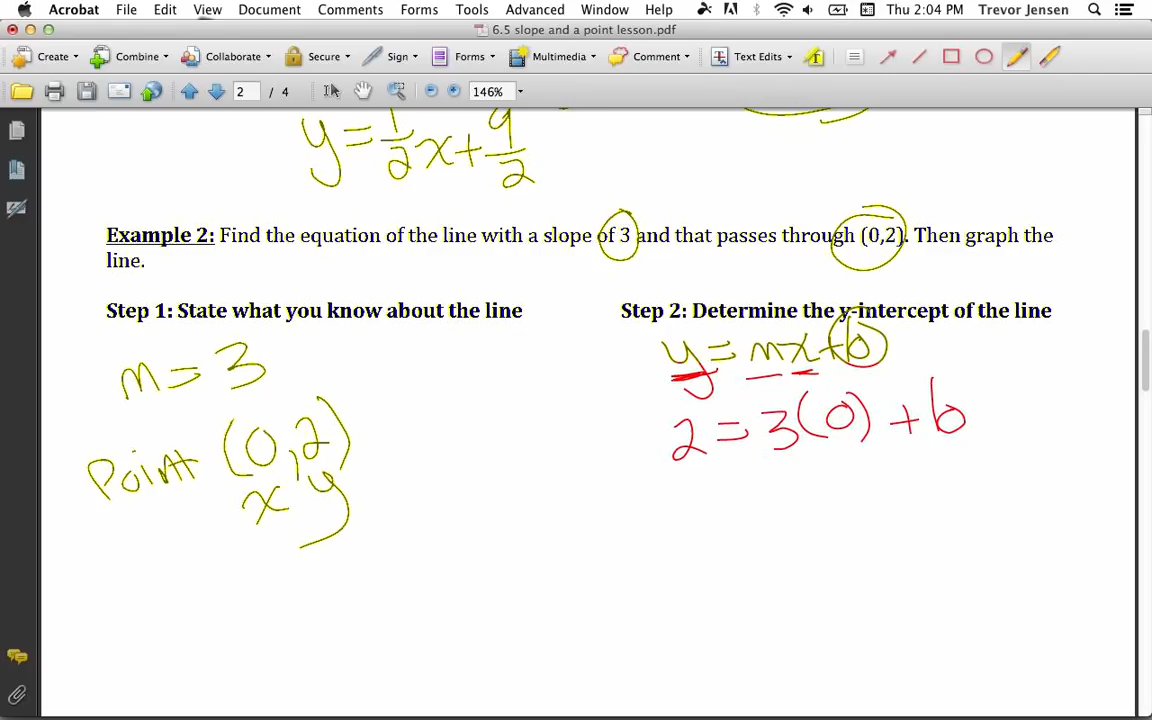 Acrobat File Edit View Document Comments Forms Tools Advanced Window Help Thu 2:04 PM Trevor Jensen
6.5 slope and a point lesson.pdf
Create Combine Collaborate Secure Sign Forms Multimedia Comment Text Edits
2 / 4 146%
y = 1/2 x + 9/2
Example 2: Find the equation of the line with a slope of 3 and that passes through (0,2). Then graph the
line.
Step 1: State what you know about the line
m = 3
Point (0,2)
x y
Step 2: Determine the y-intercept of the line
y = mx + b
2 = 3(0) + b